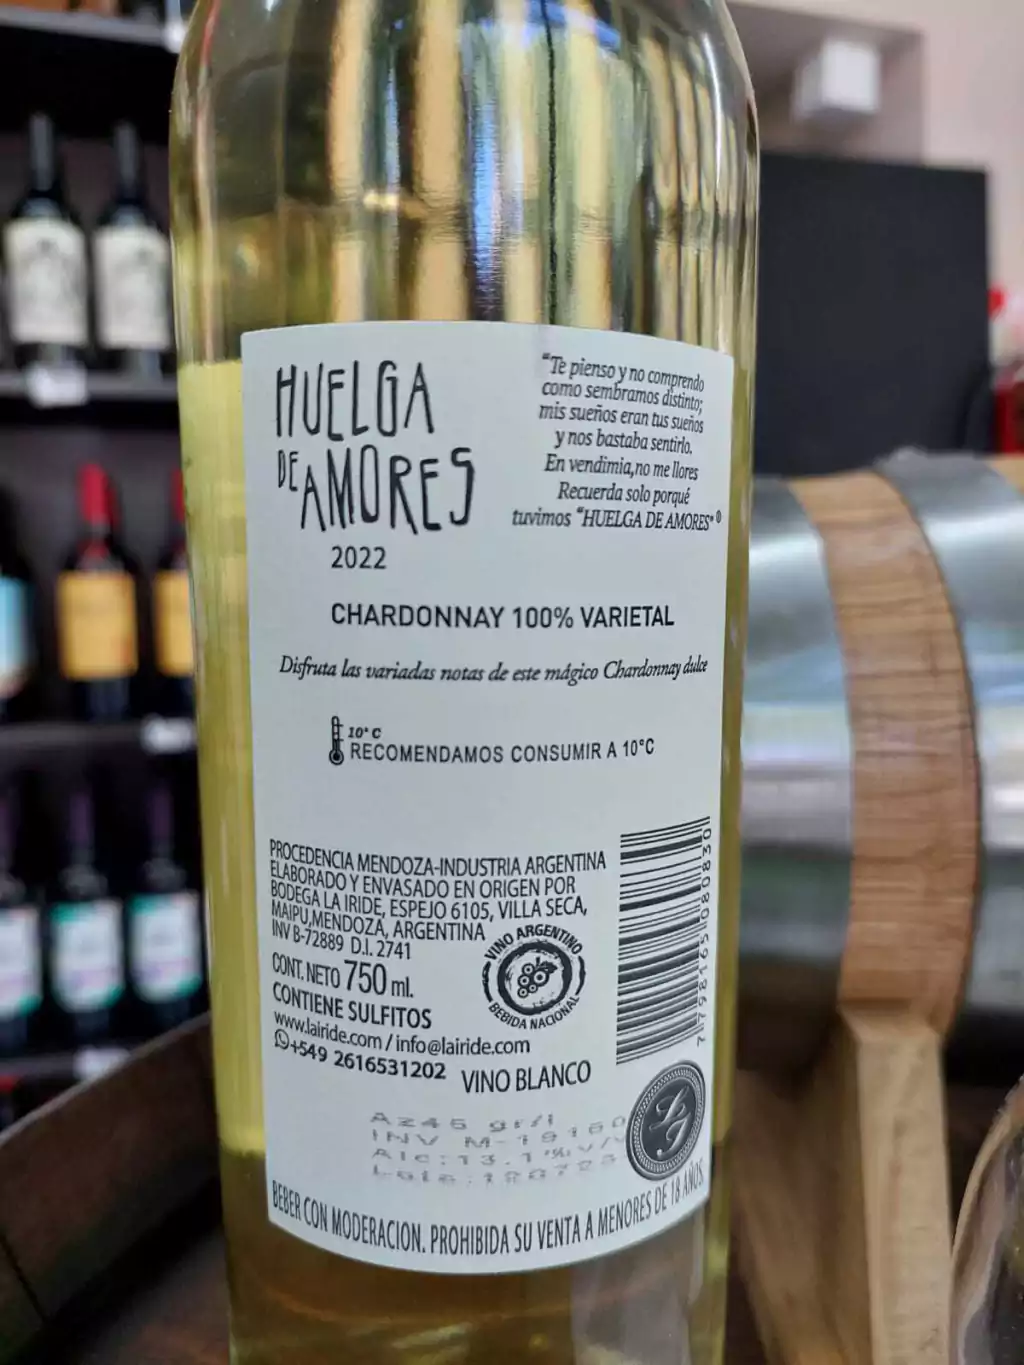 HUELGA
DE AMORES
2022
"Te pienso y no comprendo
como sembramos distinto;
mis sueños eran tus sueños
y nos bastaba sentirlo.
En vendimia, no me llores
Recuerda solo porqué
tuvimos "HUELGA DE AMORES" ®
CHARDONNAY 100% VARIETAL
Disfruta las variadas notas de este mágico Chardonnay dulce
10°C
RECOMENDAMOS CONSUMIR A 10°C
PROCEDENCIA MENDOZA-INDUSTRIA ARGENTINA
ELABORADO Y ENVASADO EN ORIGEN POR
BODEGA LA IRIDE, ESPEJO 6105, VILLA SECA,
MAIPU, MENDOZA, ARGENTINA
INV B-72889 D.I. 2741
CONT. NETO 750 ml.
CONTIENE SULFITOS
www.lairide.com / info@lairide.com
+549 2616531202
VINO ARGENTINO
BEBIDA NACIONAL
7 798165 080830
VINO BLANCO
Az45 gr/l
INV M-19160
Alc:13.1%v/v
Lote:
BEBER CON MODERACION. PROHIBIDA SU VENTA A MENORES DE 18 AÑOS